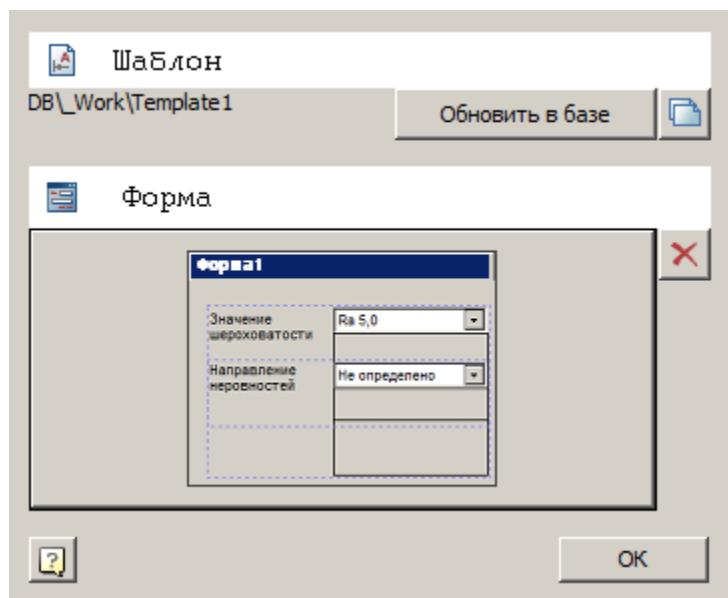 Шаблон
DB\_Work\Template1
Обновить в базе
Форма
Форма1
Значение
шероховатости
Ra 5,0
Направление
неровностей
Не определено
OK